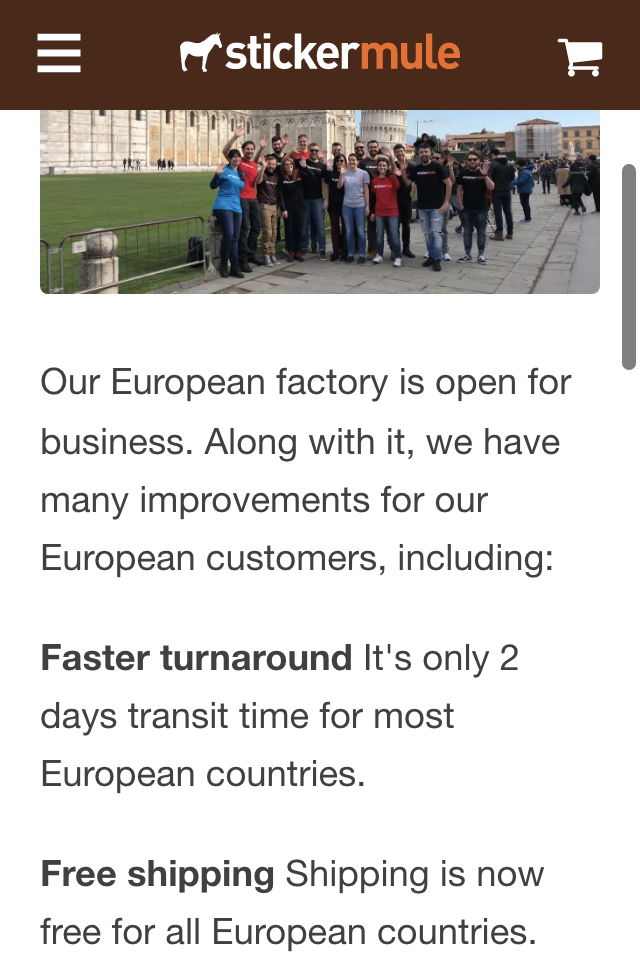 stickermule
Our European factory is open for
business. Along with it, we have
many improvements for our
European customers, including:
Faster turnaround It's only 2
days transit time for most
European countries.
Free shipping Shipping is now
free for all European countries.